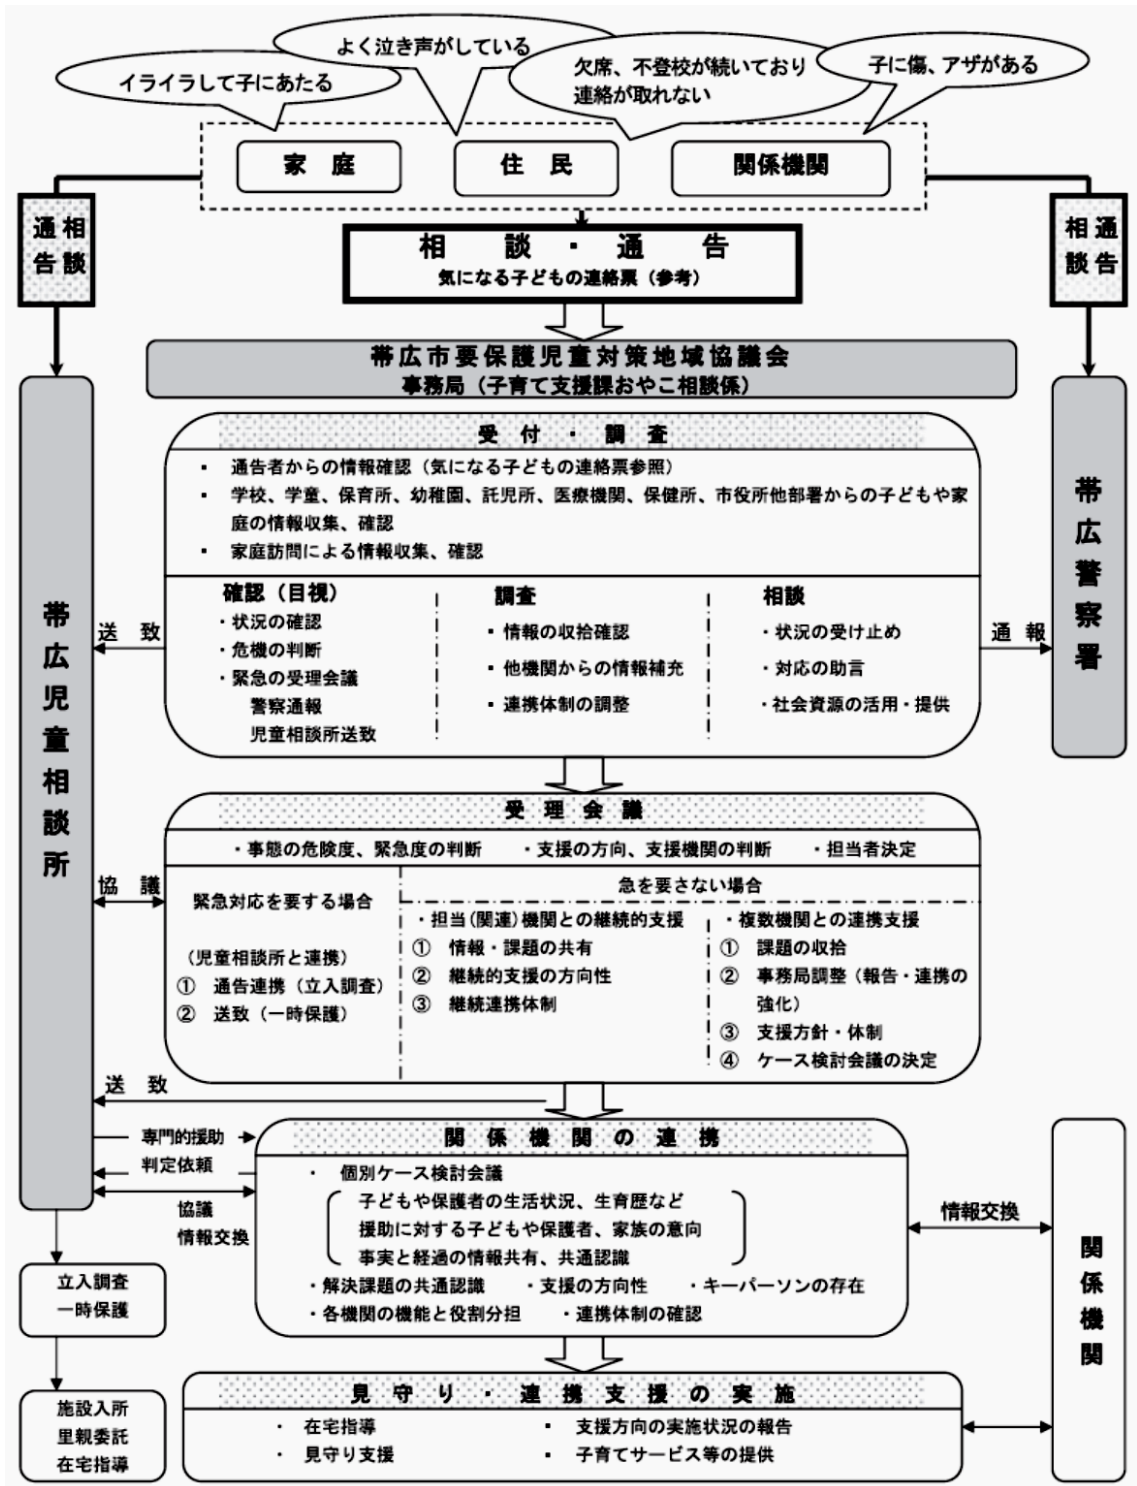 よく泣き声がしている
イライラして子にあたる
欠席、不登校が続いており
連絡が取れない
子に傷、アザがある
家庭
住民
関係機関
相談
通告
通告
相談
相談・通告
気になる子どもの連絡票（参考）
帯広市要保護児童対策地域協議会
事務局（子育て支援課おやこ相談係）
帯広児童相談所
帯広警察署
受付・調査
▪ 通告者からの情報確認（気になる子どもの連絡票参照）
▪ 学校、学童、保育所、幼稚園、託児所、医療機関、保健所、市役所他部署からの子どもや家
庭の情報収集、確認
▪ 家庭訪問による情報収集、確認
確認（目視）
・状況の確認
・危機の判断
・緊急の受理会議
警察通報
児童相談所送致
調査
▪ 情報の収拾確認
▪ 他機関からの情報補充
▪ 連携体制の調整
相談
・状況の受け止め
・対応の助言
・社会資源の活用・提供
送致
通報
受理会議
・事態の危険度、緊急度の判断　・支援の方向、支援機関の判断　・担当者決定
協議
緊急対応を要する場合
（児童相談所と連携）
① 通告連携（立入調査）
② 送致（一時保護）
急を要さない場合
・担当(関連)機関との継続的支援
① 情報・課題の共有
② 継続的支援の方向性
③ 継続連携体制
・複数機関との連携支援
① 課題の収拾
② 事務局調整（報告・連携の
強化）
③ 支援方針・体制
④ ケース検討会議の決定
送致
専門的援助
判定依頼
協議
情報交換
関係機関の連携
・ 個別ケース検討会議
子どもや保護者の生活状況、生育歴など
援助に対する子どもや保護者、家族の意向
事実と経過の情報共有、共通認識
・解決課題の共通認識　・支援の方向性　・キーパーソンの存在
・各機関の機能と役割分担　・連携体制の確認
情報交換
関係機関
立入調査
一時保護
施設入所
里親委託
在宅指導
見守り・連携支援の実施
・ 在宅指導
・ 見守り支援
▪ 支援方向の実施状況の報告
▪ 子育てサービス等の提供